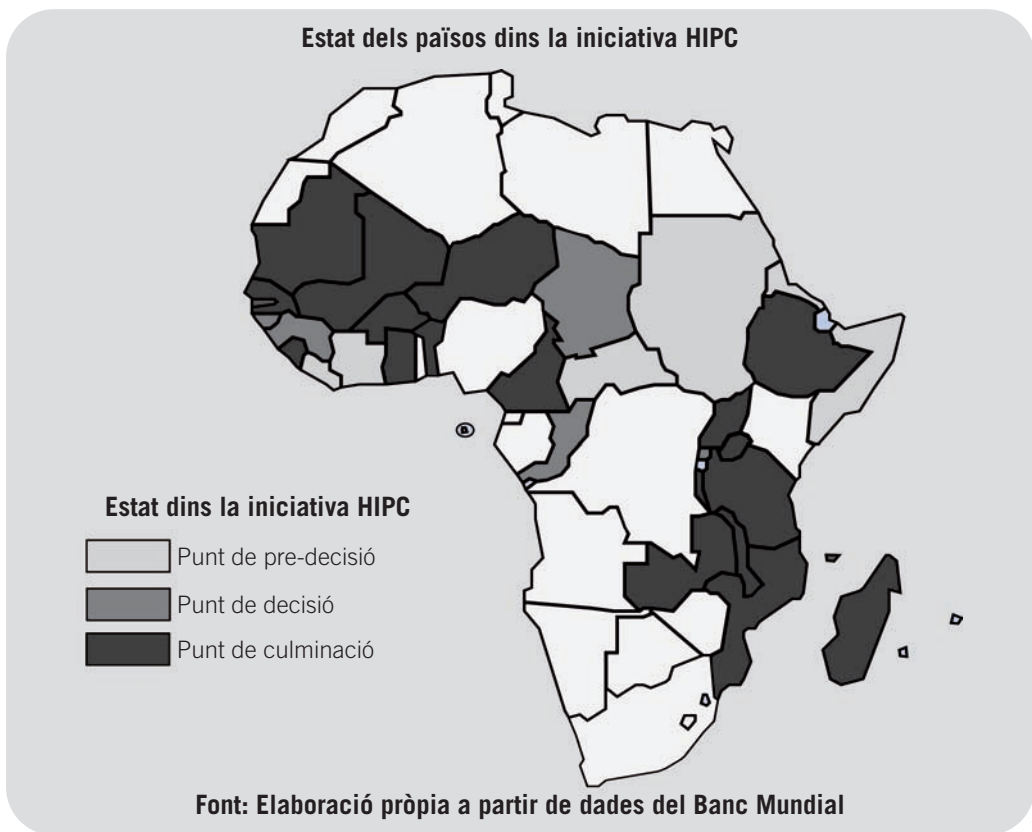 Estat dels països dins la iniciativa HIPC
Estat dins la iniciativa HIPC
Punt de pre-decisió
Punt de decisió
Punt de culminació
Font: Elaboració pròpia a partir de dades del Banc Mundial